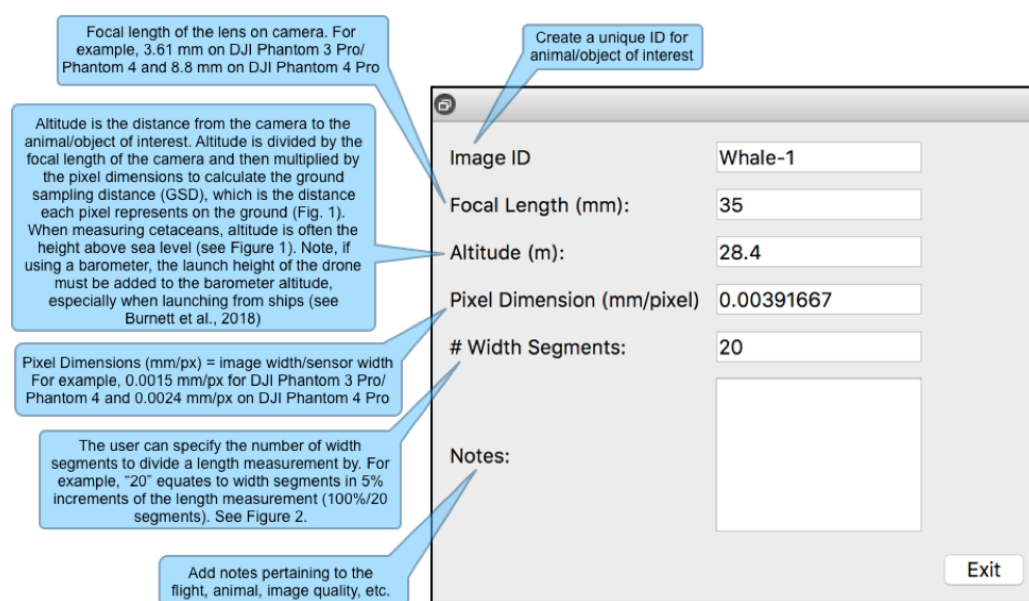 Focal length of the lens on camera. For
example, 3.61 mm on DJI Phantom 3 Pro/
Phantom 4 and 8.8 mm on DJI Phantom 4 Pro
Create a unique ID for
animal/object of interest
Altitude is the distance from the camera to the
animal/object of interest. Altitude is divided by the
focal length of the camera and then multiplied by
the pixel dimensions to calculate the ground
sampling distance (GSD), which is the distance
each pixel represents on the ground (Fig. 1).
When measuring cetaceans, altitude is often the
height above sea level (see Figure 1). Note, if
using a barometer, the launch height of the drone
must be added to the barometer altitude,
especially when launching from ships (see
Burnett et al., 2018)
Pixel Dimensions (mm/px) = image width/sensor width
For example, 0.0015 mm/px for DJI Phantom 3 Pro/
Phantom 4 and 0.0024 mm/px on DJI Phantom 4 Pro
The user can specify the number of width
segments to divide a length measurement by. For
example, “20” equates to width segments in 5%
increments of the length measurement (100%/20
segments). See Figure 2.
Add notes pertaining to the
flight, animal, image quality, etc.
Image ID Whale-1
Focal Length (mm): 35
Altitude (m): 28.4
Pixel Dimension (mm/pixel) 0.00391667
# Width Segments: 20
Notes:
Exit